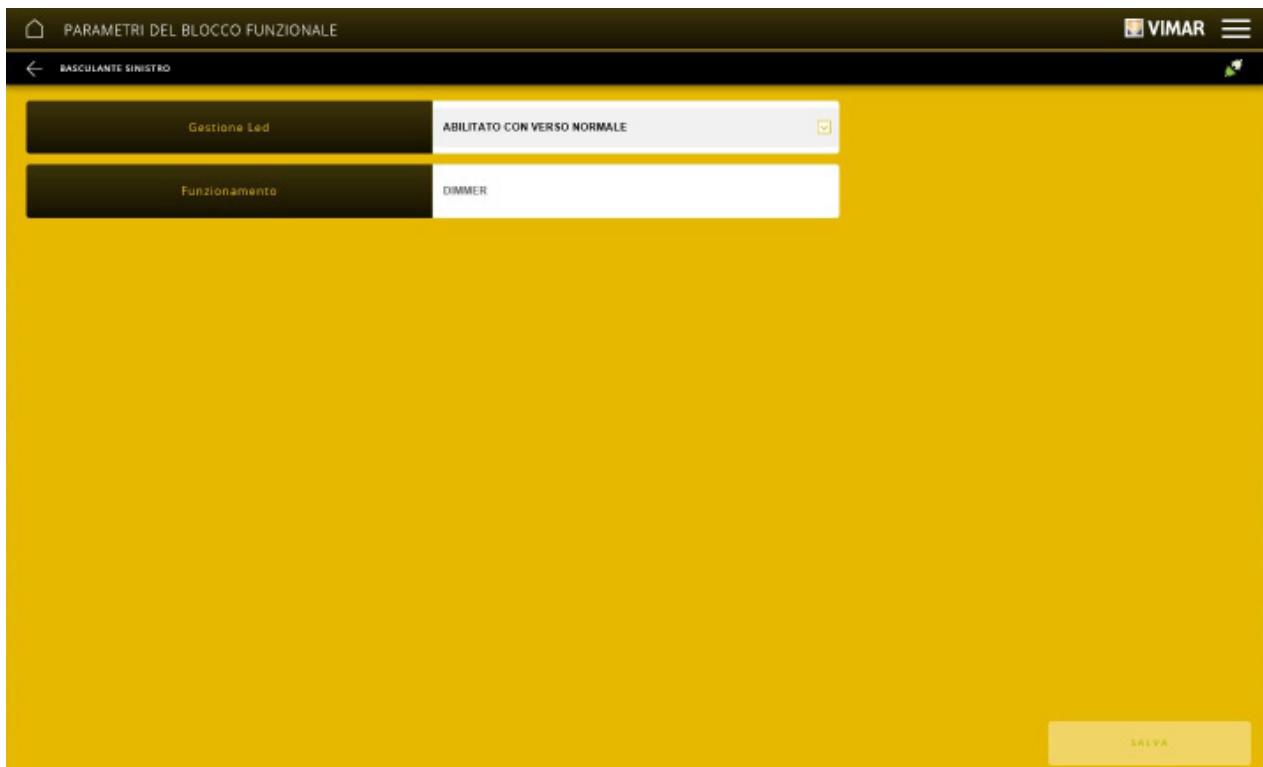 PARAMETRI DEL BLOCCO FUNZIONALE
VIMAR
BASCULANTE SINISTRO
Gestione Led
ABILITATO CON VERSO NORMALE
Funzionamento
DIMMER
SALVA